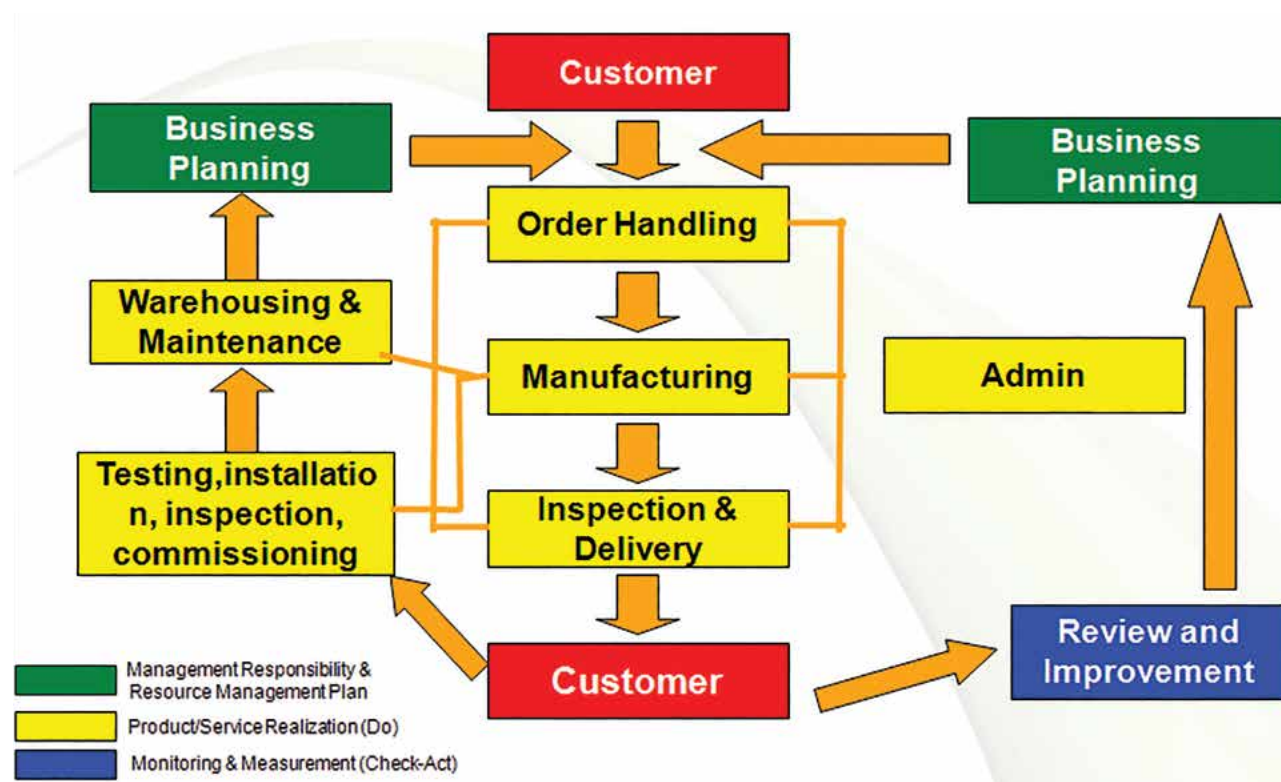 Customer
Business
Planning
Business
Planning
Order Handling
Warehousing &
Maintenance
Manufacturing
Admin
Testing,installatio
n, inspection,
commissioning
Inspection &
Delivery
Customer
Review and
Improvement
Management Responsibility &
Resource Management Plan
Product/Service Realization (Do)
Monitoring & Measurement (Check-Act)